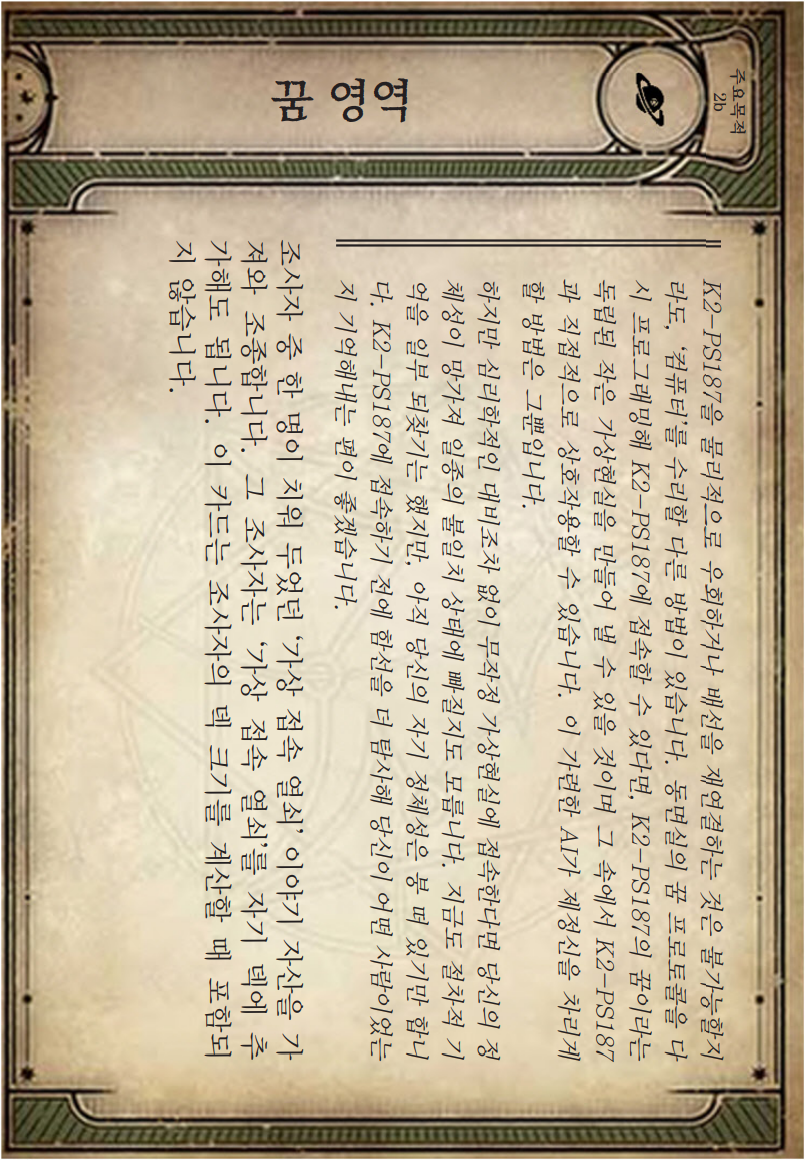 주요목적
2b
꿈 영역
K2-PS187을 물리적으로 우회하거나 배선을 재연결하는 것은 불가능할지
라도, ‘컴퓨터’를 수리할 다른 방법이 있습니다. 동면실의 꿈 프로토콜을 다
시 프로그래밍해 K2-PS187에 접속할 수 있다면, K2-PS187의 꿈이라는
독립된 작은 가상현실을 만들어 낼 수 있을 것이며 그 속에서 K2-PS187
과 직접적으로 상호작용할 수 있습니다. 이 가련한 AI가 제정신을 차리게
할 방법은 그뿐입니다.
하지만 심리학적인 대비조차 없이 무작정 가상현실에 접속한다면 당신의 정
체성이 망가져 일종의 불일치 상태에 빠질지도 모릅니다. 지금도 절차적 기
억을 일부 되찾기는 했지만, 아직 당신의 자기 정체성은 붕 떠 있기만 합니
다. K2-PS187에 접속하기 전에 함선을 더 탐사해 당신이 어떤 사람이었는
지 기억해내는 편이 좋겠습니다.
조사자 중 한 명이 치워 두었던 ‘가상 접속 열쇠’ 이야기 자산을 가
져와 조종합니다. 그 조사자는 ‘가상 접속 열쇠’를 자기 덱에 추
가해도 됩니다. 이 카드는 조사자의 덱 크기를 계산할 때 포함되
지 않습니다.